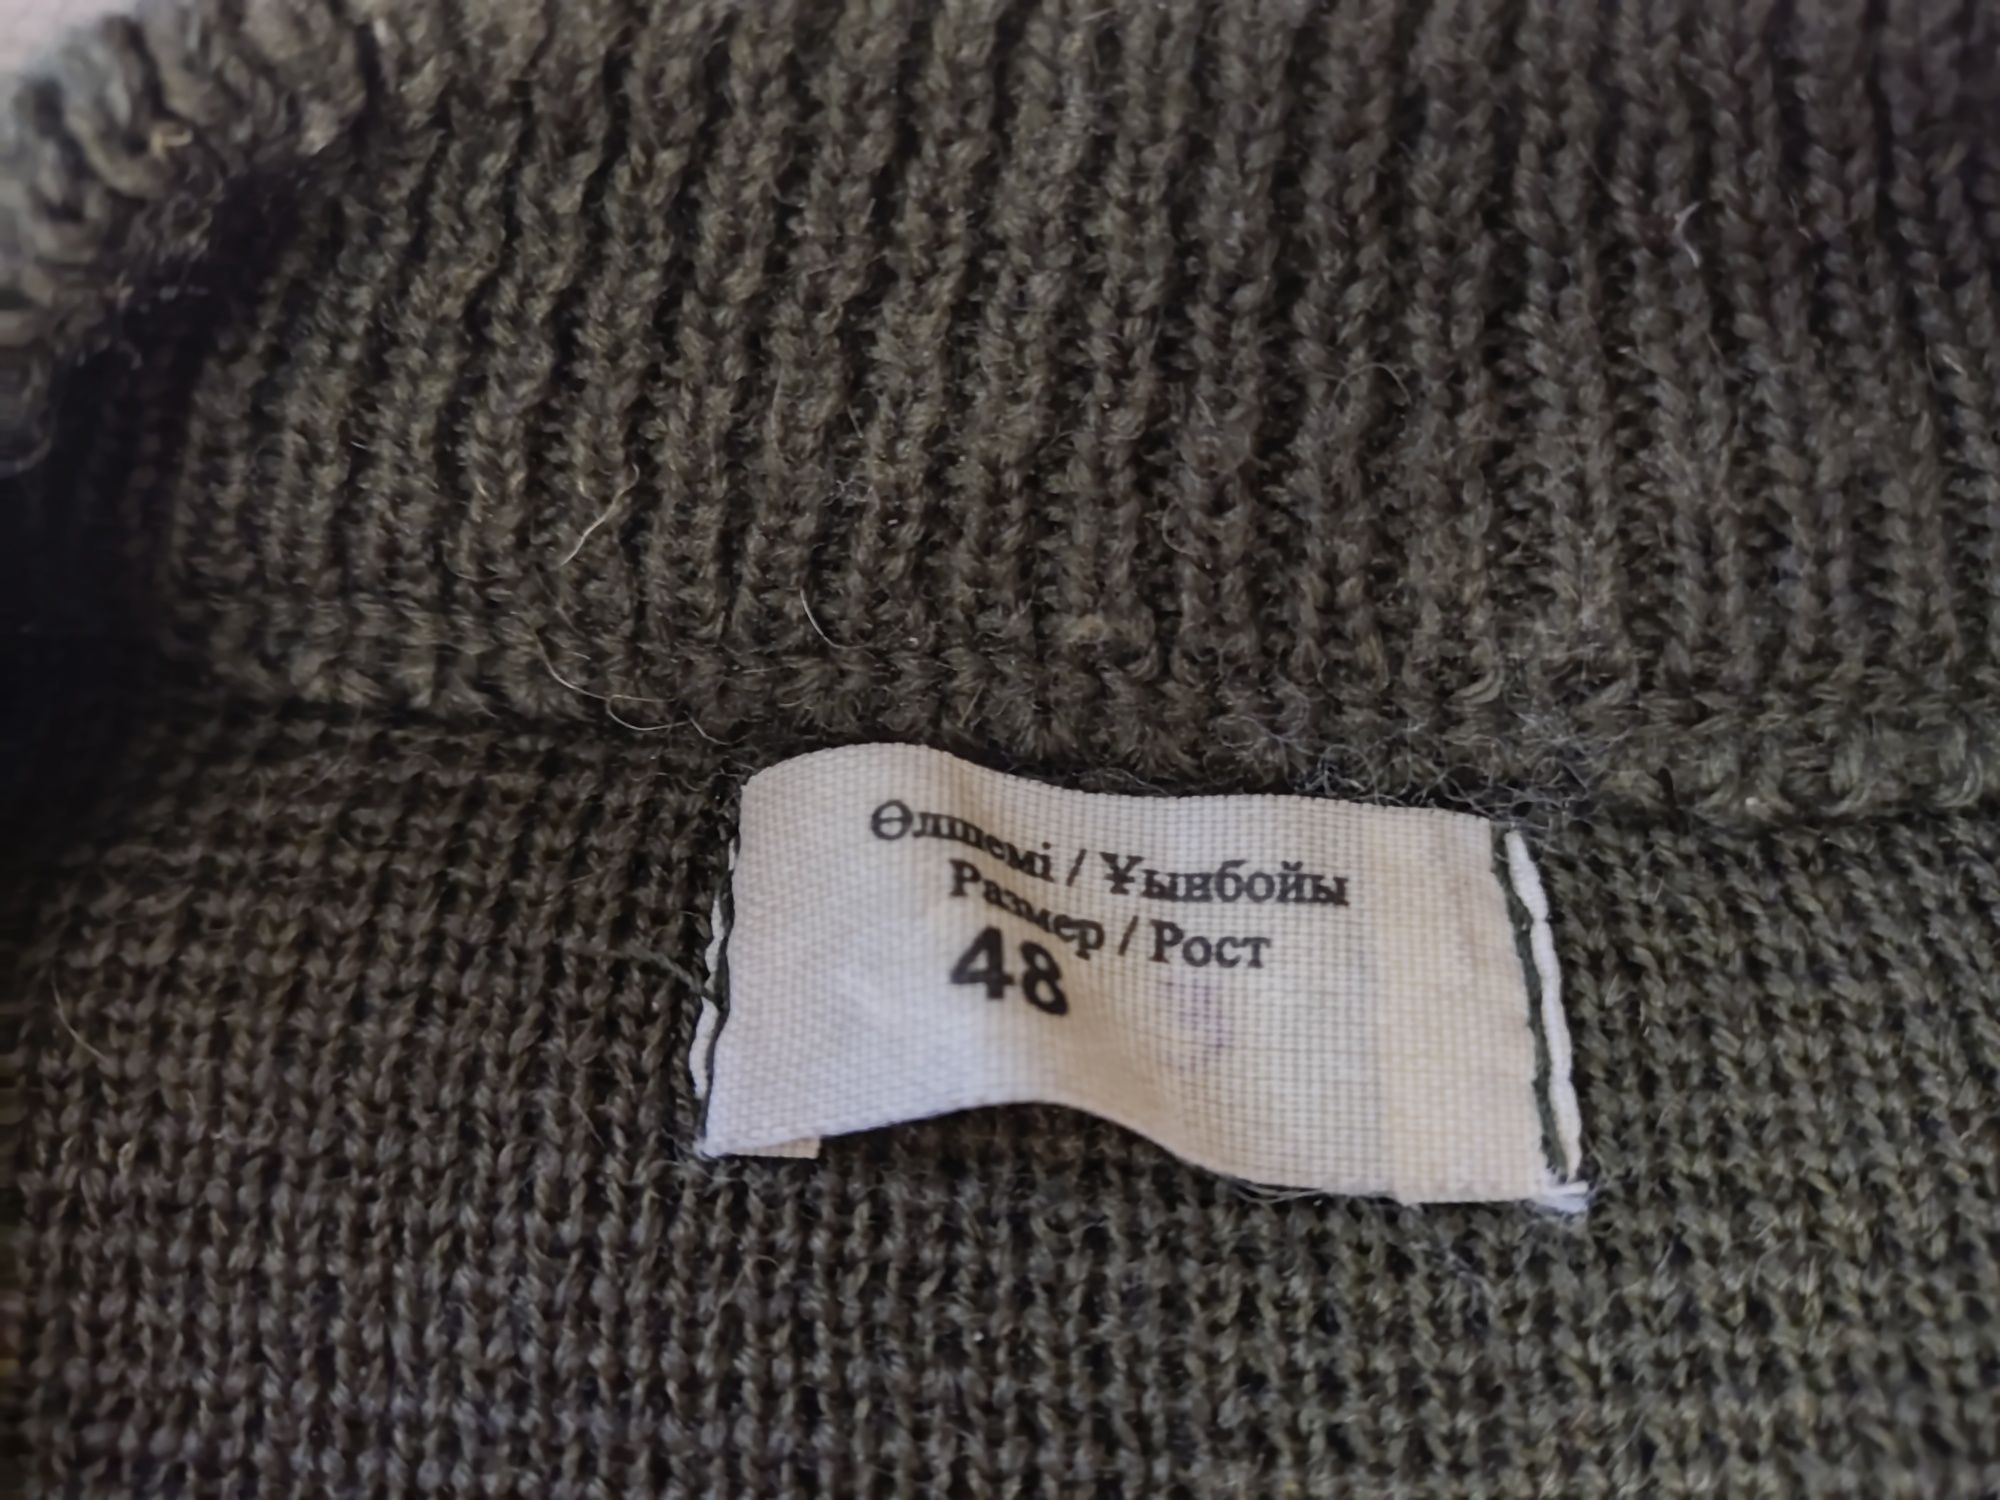 Өлшемі / Ұынбойы
Размер / Рост
48